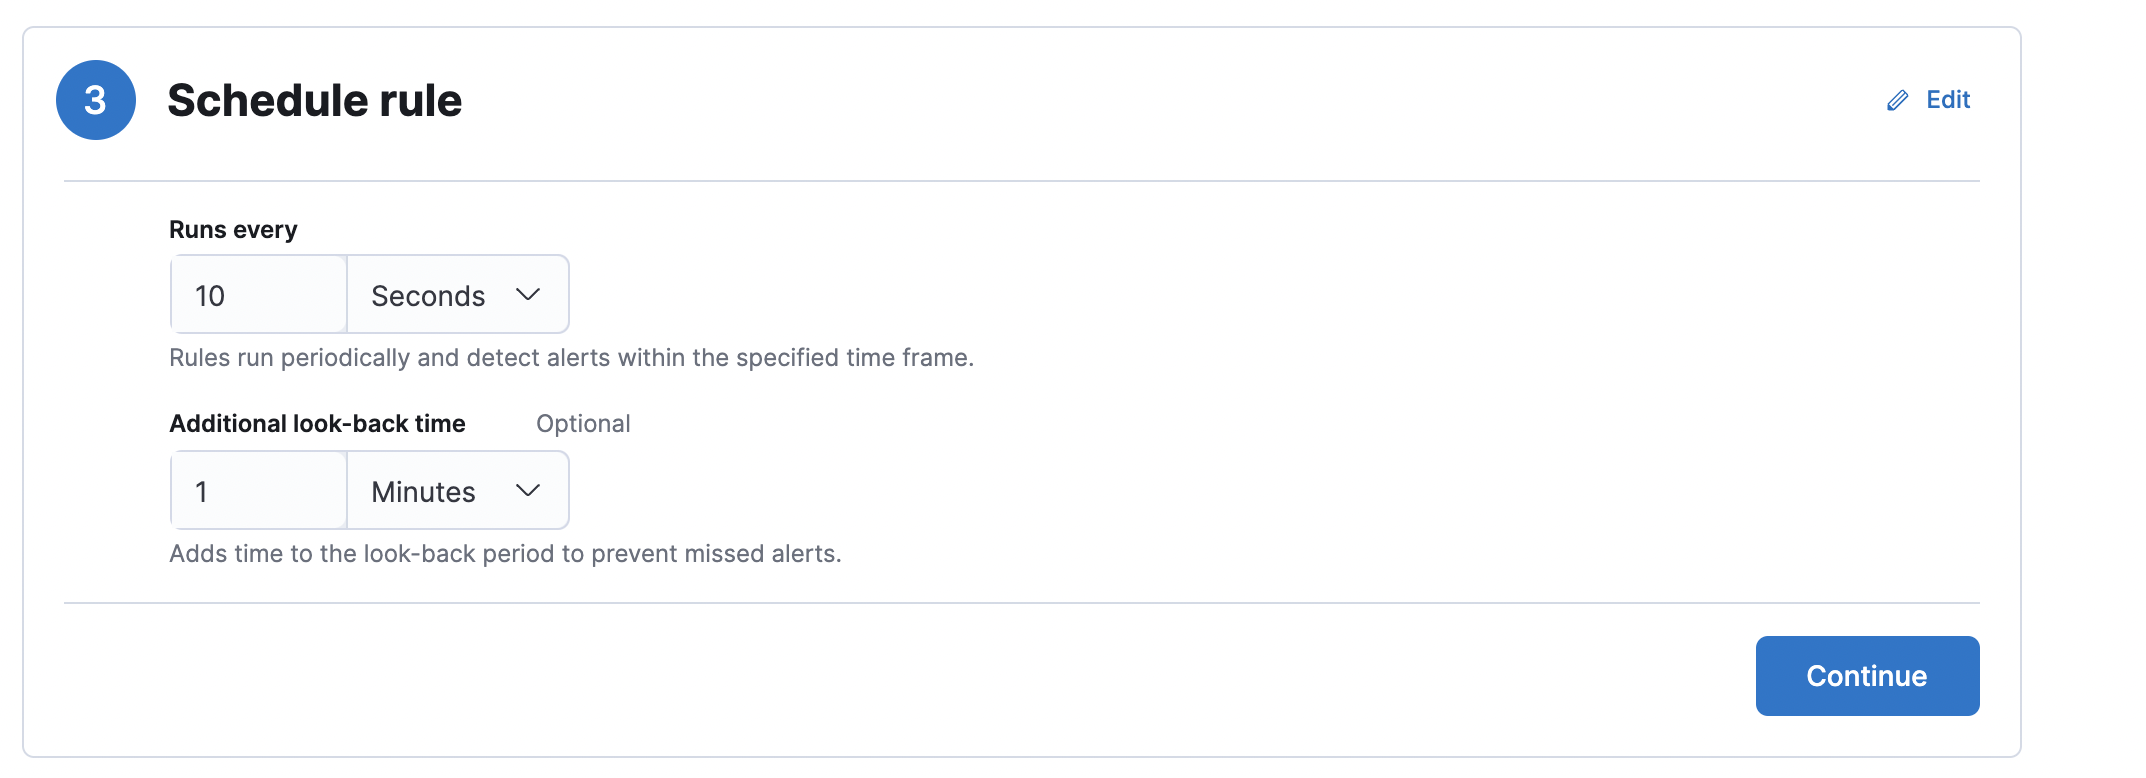 3 Schedule rule Edit
Runs every
10 Seconds
Rules run periodically and detect alerts within the specified time frame.
Additional look-back time Optional
1 Minutes
Adds time to the look-back period to prevent missed alerts.
Continue